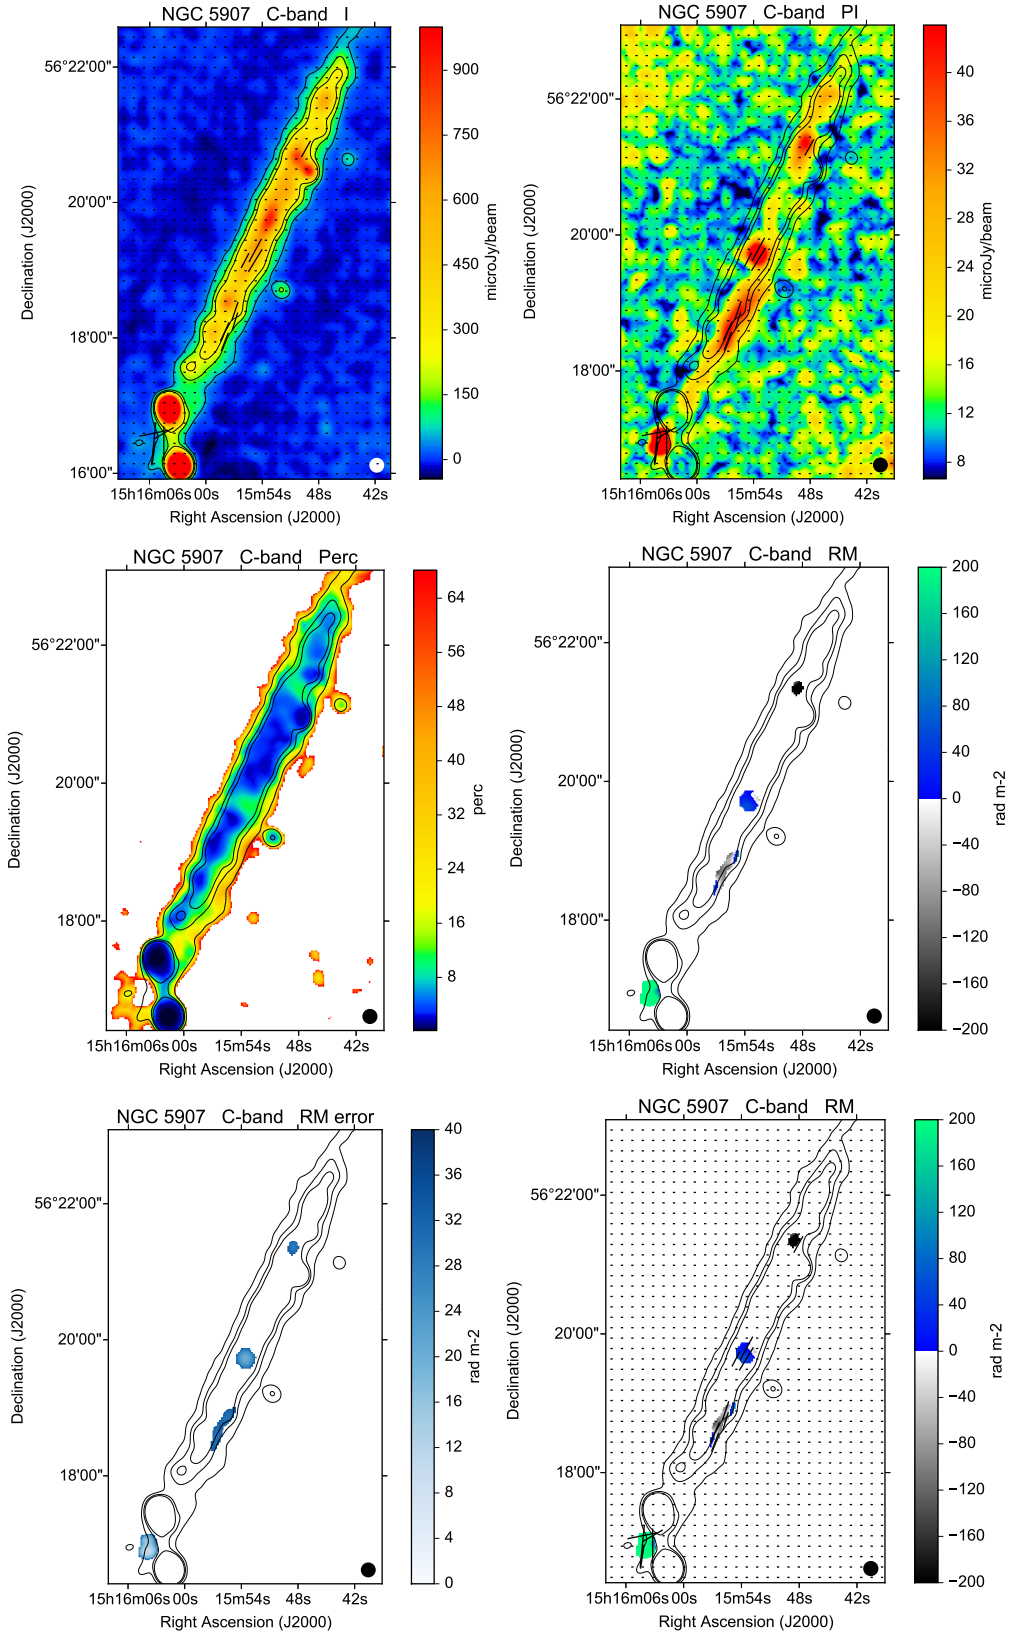 NGC 5907 C-band I
56°22'00"
20'00"
18'00"
16'00"
Declination (J2000)
15h16m06s 00s 15m54s 48s 42s
Right Ascension (J2000)
900
750
600
450
300
150
0
microJy/beam
NGC 5907 C-band PI
56°22'00"
20'00"
18'00"
Declination (J2000)
15h16m06s 00s 15m54s 48s 42s
Right Ascension (J2000)
40
36
32
28
24
20
16
12
8
microJy/beam
NGC 5907 C-band Perc
56°22'00"
20'00"
18'00"
Declination (J2000)
15h16m06s 00s 15m54s 48s 42s
Right Ascension (J2000)
64
56
48
40
32
24
16
8
perc
NGC 5907 C-band RM
56°22'00"
20'00"
18'00"
Declination (J2000)
15h16m06s 00s 15m54s 48s 42s
Right Ascension (J2000)
200
160
120
80
40
0
−40
−80
−120
−160
−200
rad m-2
NGC 5907 C-band RM error
56°22'00"
20'00"
18'00"
Declination (J2000)
15h16m06s 00s 15m54s 48s 42s
Right Ascension (J2000)
40
36
32
28
24
20
16
12
8
4
0
rad m-2
NGC 5907 C-band RM
56°22'00"
20'00"
18'00"
Declination (J2000)
15h16m06s 00s 15m54s 48s 42s
Right Ascension (J2000)
200
160
120
80
40
0
−40
−80
−120
−160
−200
rad m-2